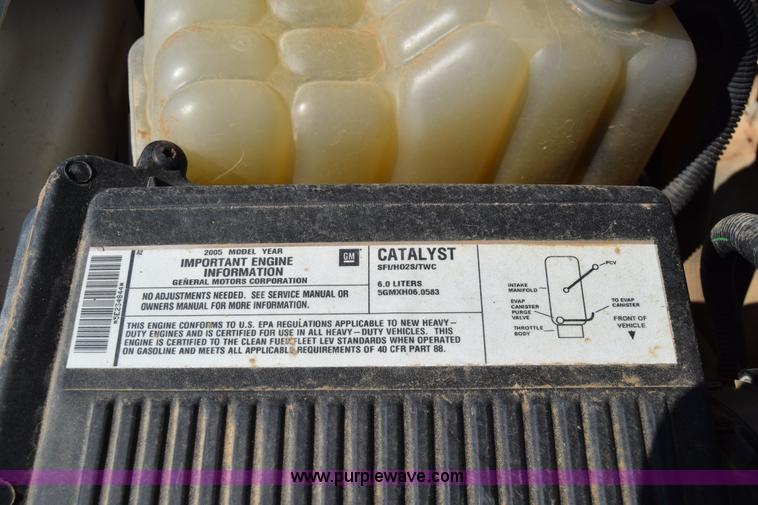 AZ
2005 MODEL YEAR
IMPORTANT ENGINE
INFORMATION
GENERAL MOTORS CORPORATION
GM
NO ADJUSTMENTS NEEDED. SEE SERVICE MANUAL OR
OWNERS MANUAL FOR MORE INFORMATION.
THIS ENGINE CONFORMS TO U.S. EPA REGULATIONS APPLICABLE TO NEW HEAVY-
DUTY ENGINES AND IS CERTIFIED FOR USE IN ALL HEAVY-DUTY VEHICLES. THIS
ENGINE IS CERTIFIED TO THE CLEAN FUEL FLEET LEV STANDARDS WHEN OPERATED
ON GASOLINE AND MEETS ALL APPLICABLE REQUIREMENTS OF 40 CFR PART 88.
CATALYST
SFI/HO2S/TWC
6.0 LITERS
5GMXH06.0583
PCV
INTAKE
MANIFOLD
EVAP
CANISTER
PURGE
VALVE
THROTTLE
BODY
TO EVAP
CANISTER
FRONT OF
VEHICLE
www.purplewave.com